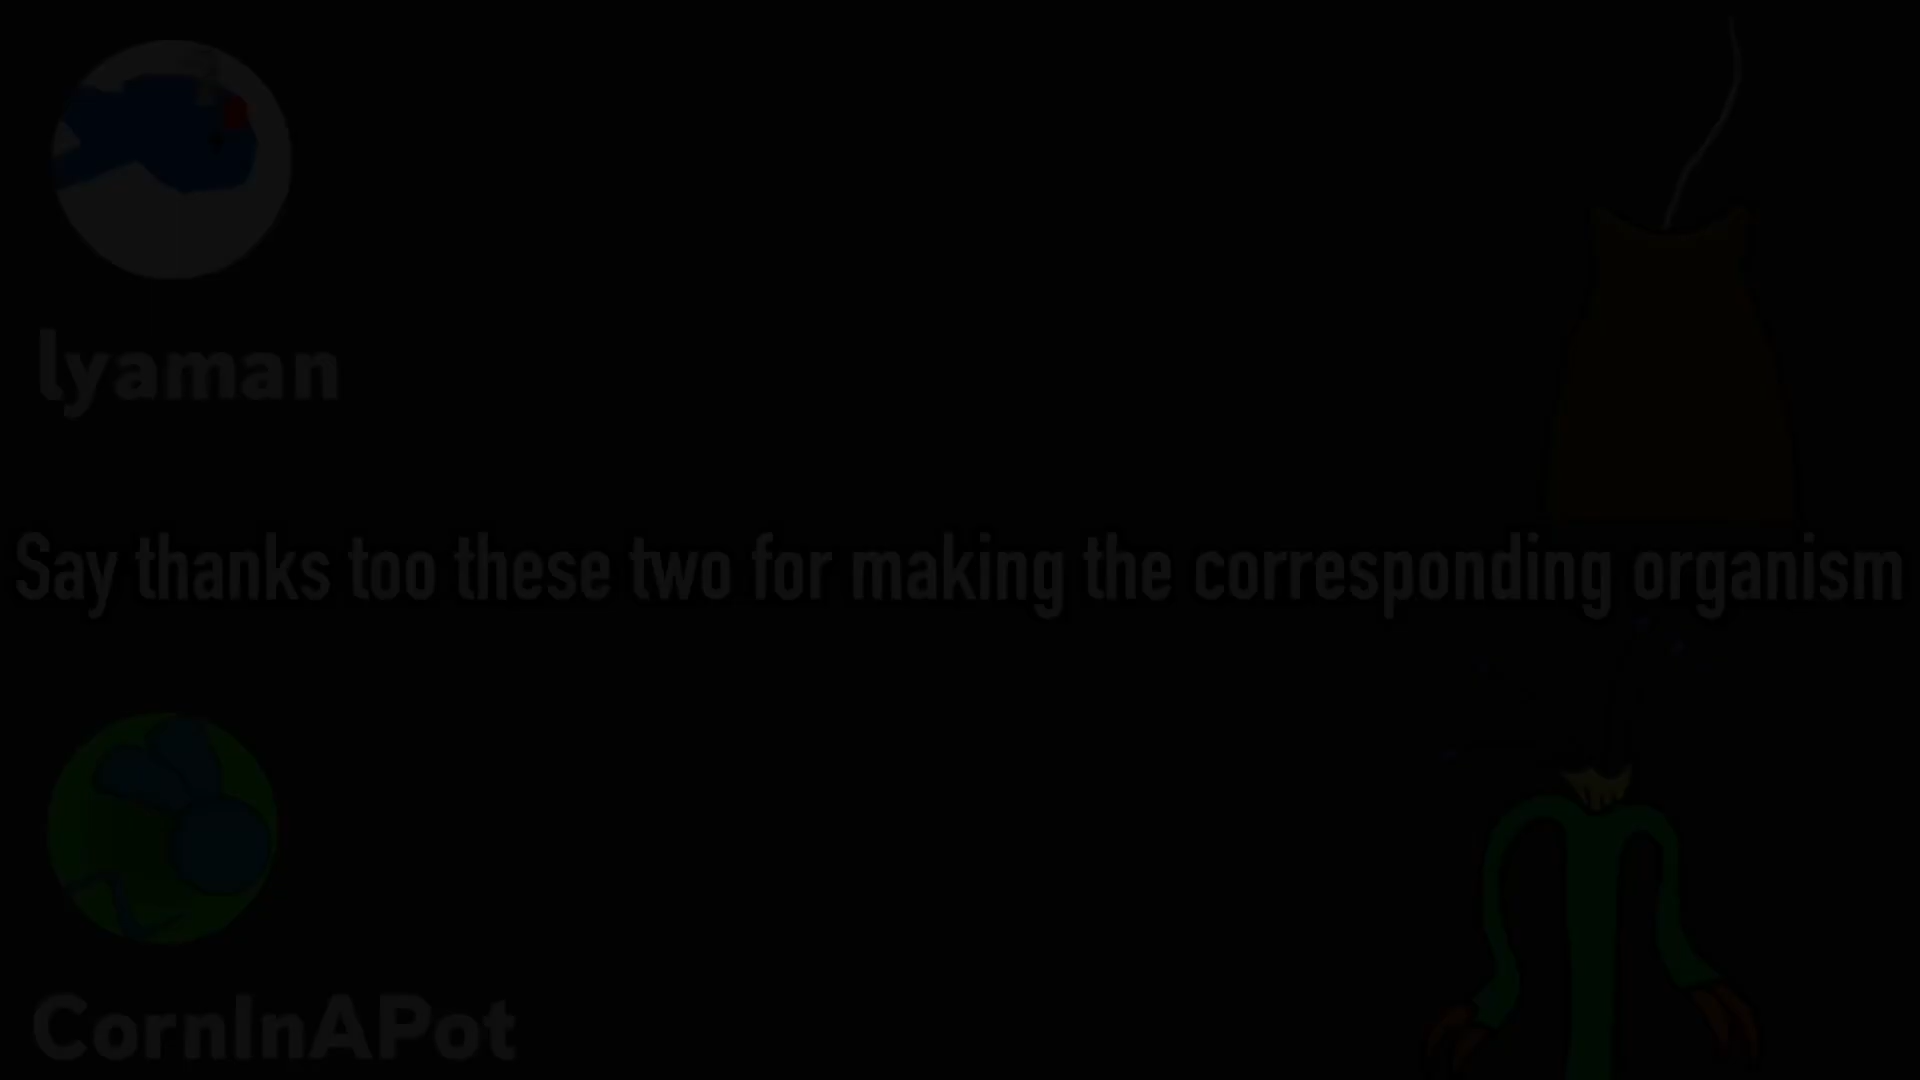 lyaman
Say thanks too these two for making the corresponding organism
CornInAPot